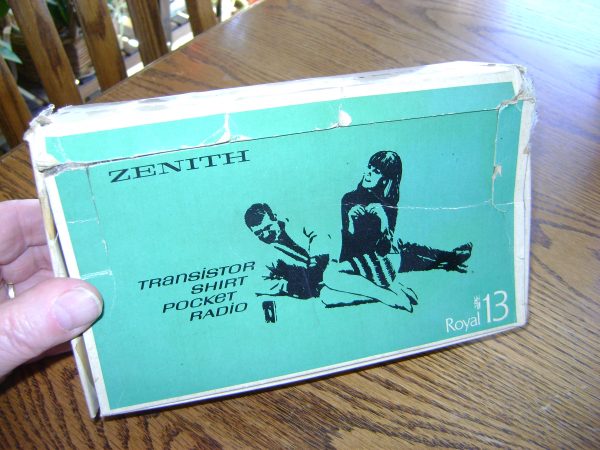 ZENITH
TRANSISTOR
SHIRT
POCKET
RADIO
Royal 13